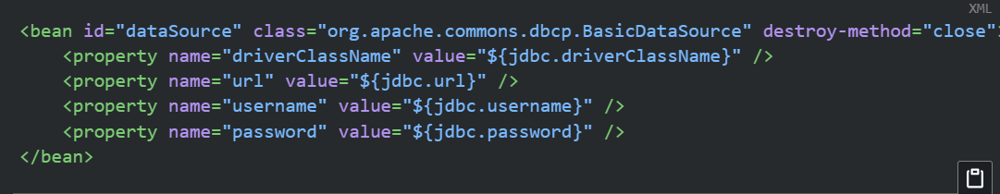 XML
<bean id="dataSource" class="org.apache.commons.dbcp.BasicDataSource" destroy-method="close">
    <property name="driverClassName" value="${jdbc.driverClassName}" />
    <property name="url" value="${jdbc.url}" />
    <property name="username" value="${jdbc.username}" />
    <property name="password" value="${jdbc.password}" />
</bean>